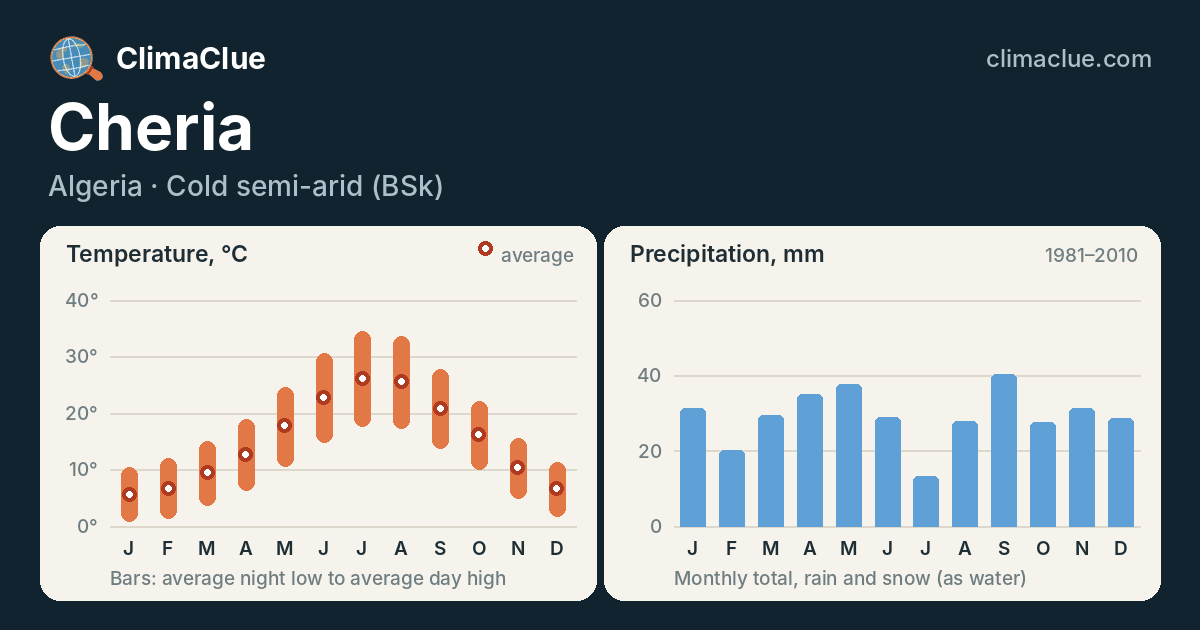 ClimaClue
climaclue.com
Cheria
Algeria · Cold semi-arid (BSk)
Temperature, °C
average
40°
30°
20°
10°
0°
J F M A M J J A S O N D
Bars: average night low to average day high
Precipitation, mm
1981–2010
60
40
20
0
J F M A M J J A S O N D
Monthly total, rain and snow (as water)